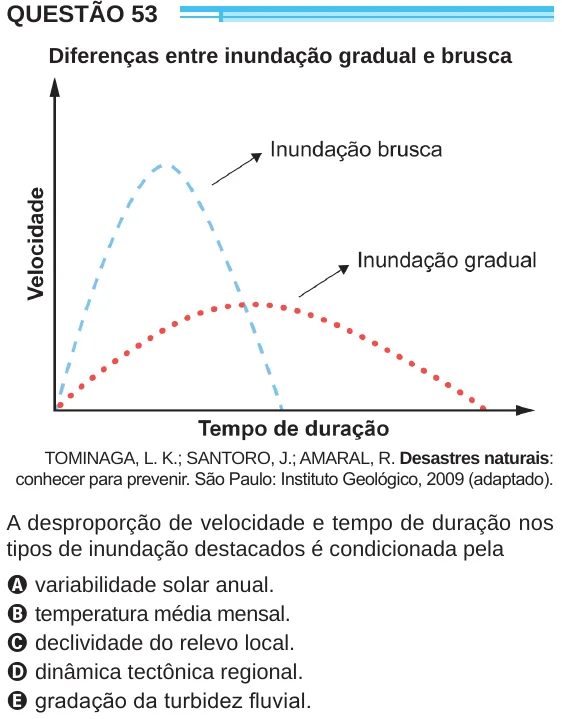 QUESTÃO 53
Diferenças entre inundação gradual e brusca
Inundação brusca
Inundação gradual
Velocidade
Tempo de duração
TOMINAGA, L. K.; SANTORO, J.; AMARAL, R. Desastres naturais:
conhecer para prevenir. São Paulo: Instituto Geológico, 2009 (adaptado).
A desproporção de velocidade e tempo de duração nos
tipos de inundação destacados é condicionada pela
A variabilidade solar anual.
B temperatura média mensal.
C declividade do relevo local.
D dinâmica tectônica regional.
E gradação da turbidez fluvial.